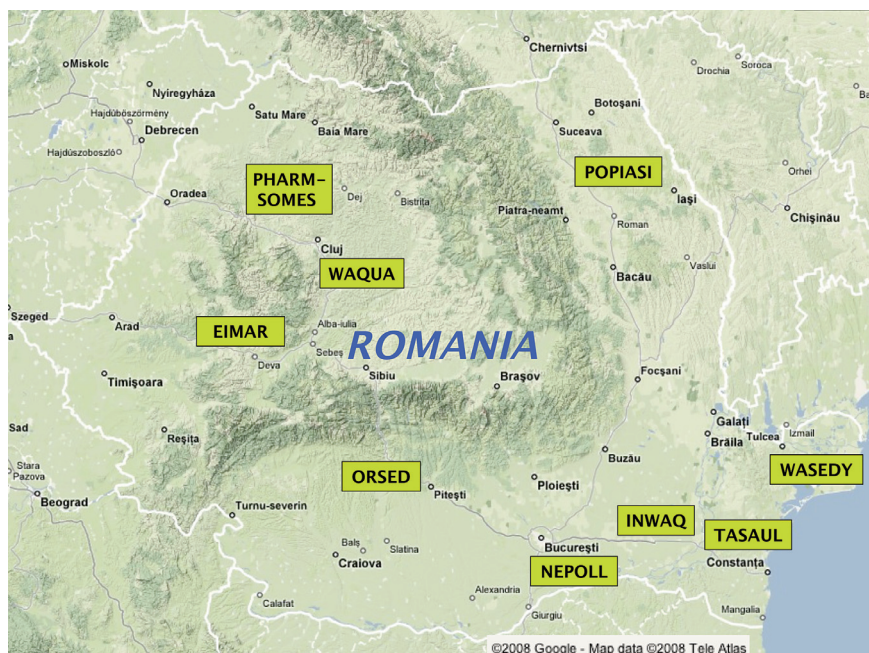 Chernivtsi
Soroca
Drochia
Miskolc
Nyíregyháza
Satu Mare
Botoşani
Hajdúböszörmény
Baia Mare
Suceava
Debrecen
Hajdúszoboszló
Orhei
PHARM–
SOMES
POPIASI
Dej
Bistriţa
Iaşi
Oradea
Piatra-neamt
Roman
Chişinău
Cluj
WAQUA
Bacău
Vaslui
Szeged
Arad
EIMAR
Alba-iulia
ROMANIA
Sebeş
Deva
Sibiu
Braşov
Focşani
Timişoara
Galaţi
Sad
Reşiţa
Tulcea
Izmail
Brăila
Buzău
Stara
Pazova
ORSED
Ploieşti
WASEDY
Piteşti
Beograd
Turnu-severin
INWAQ
TASAUL
Balş
Slatina
Bucureşti
Craiova
Constanţa
NEPOLL
Calafat
Alexandria
Giurgiu
Mangalia
©2008 Google - Map data ©2008 Tele Atlas